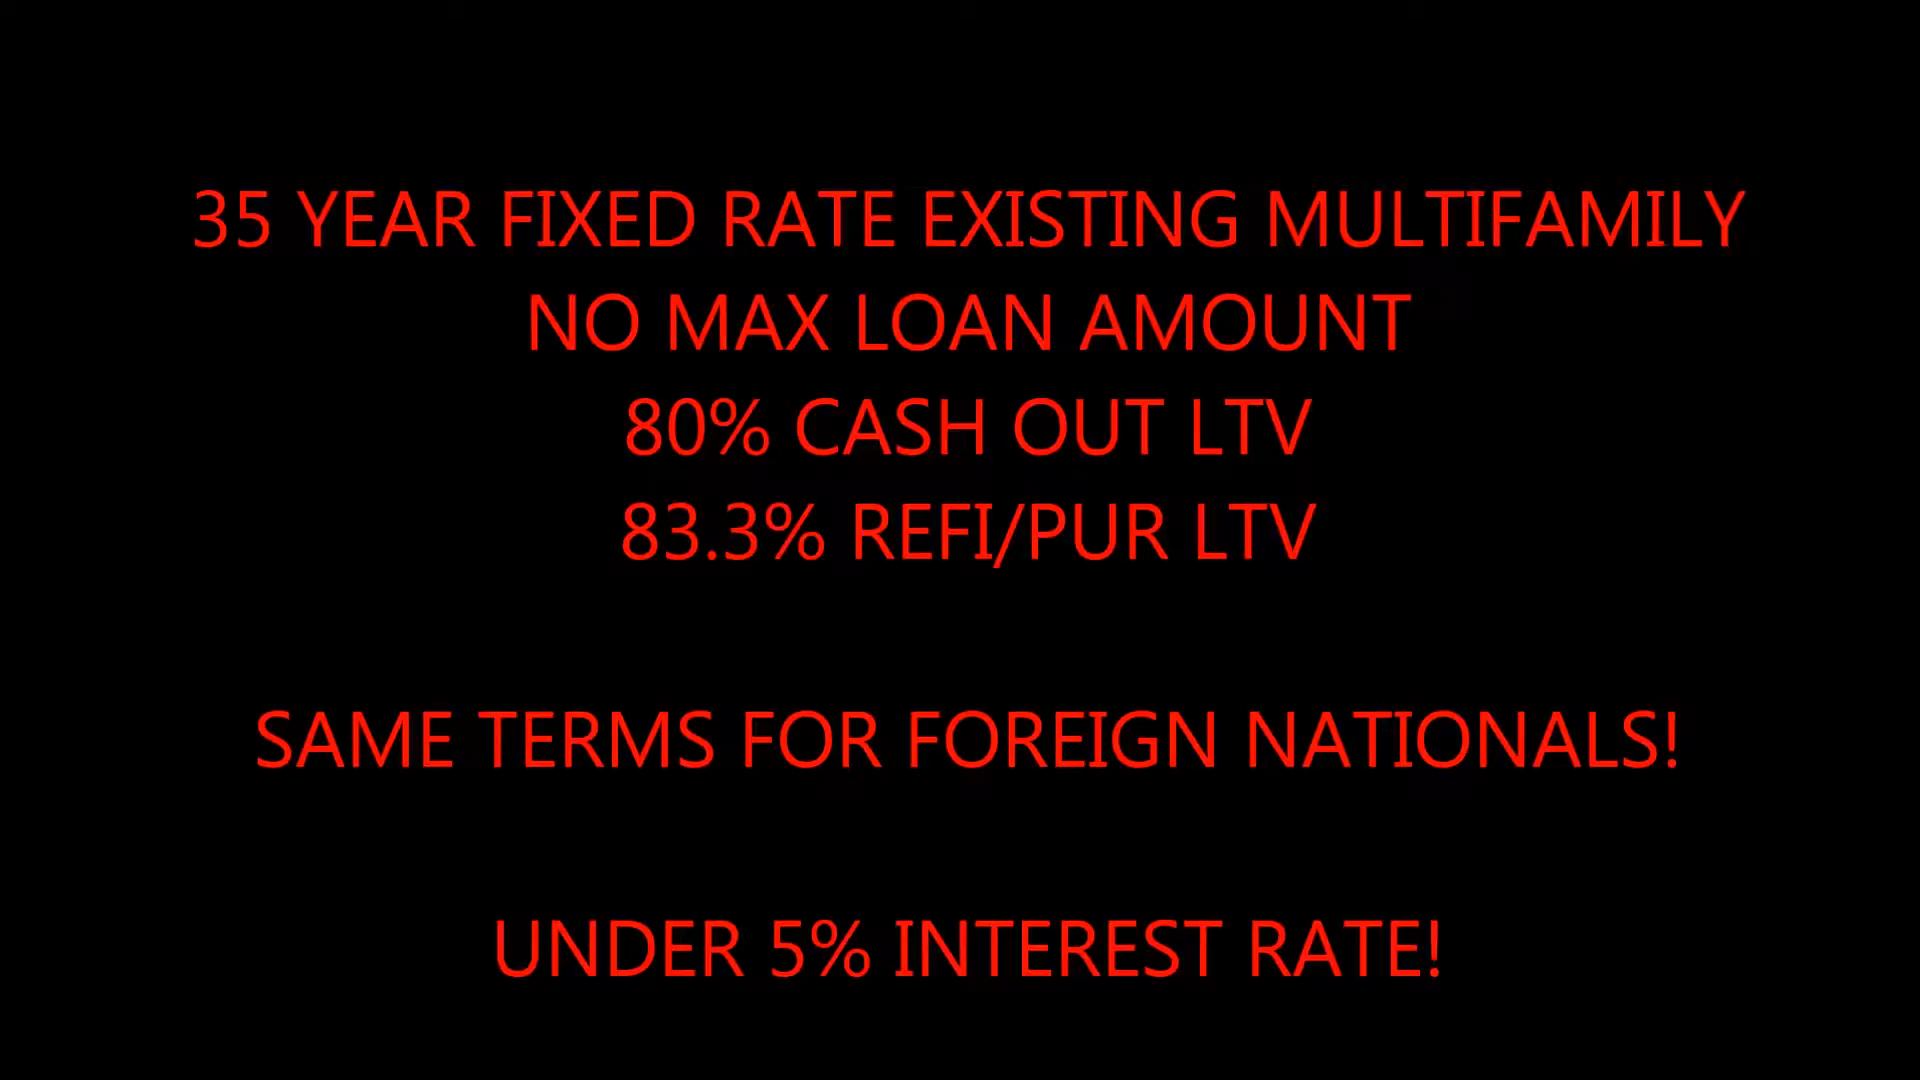 35 YEAR FIXED RATE EXISTING MULTIFAMILY
NO MAX LOAN AMOUNT
80% CASH OUT LTV
83.3% REFI/PUR LTV
SAME TERMS FOR FOREIGN NATIONALS!
UNDER 5% INTEREST RATE!